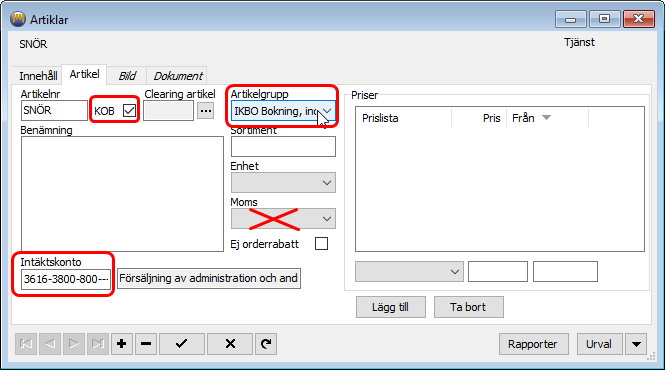 Artiklar
SNÖR
Tjänst
Innehåll Artikel Bild Dokument
Artikelnr
SNÖR
KOB
Clearing artikel
...
Artikelgrupp
IKBO Bokning, inc
Benämning
Sortiment
Enhet
Moms
Ej orderrabatt
Intäktskonto
3616-3800-800---
Försäljning av administration och and
Priser
Prislista Pris Från
Lägg till Ta bort
Rapporter Urval